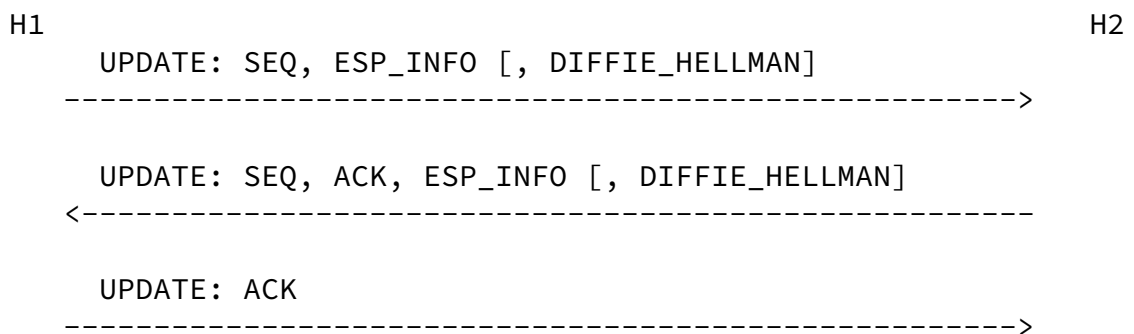 H1 H2
UPDATE: SEQ, ESP_INFO [, DIFFIE_HELLMAN]
----------------------------------------------------->
UPDATE: SEQ, ACK, ESP_INFO [, DIFFIE_HELLMAN]
<-----------------------------------------------------
UPDATE: ACK
----------------------------------------------------->